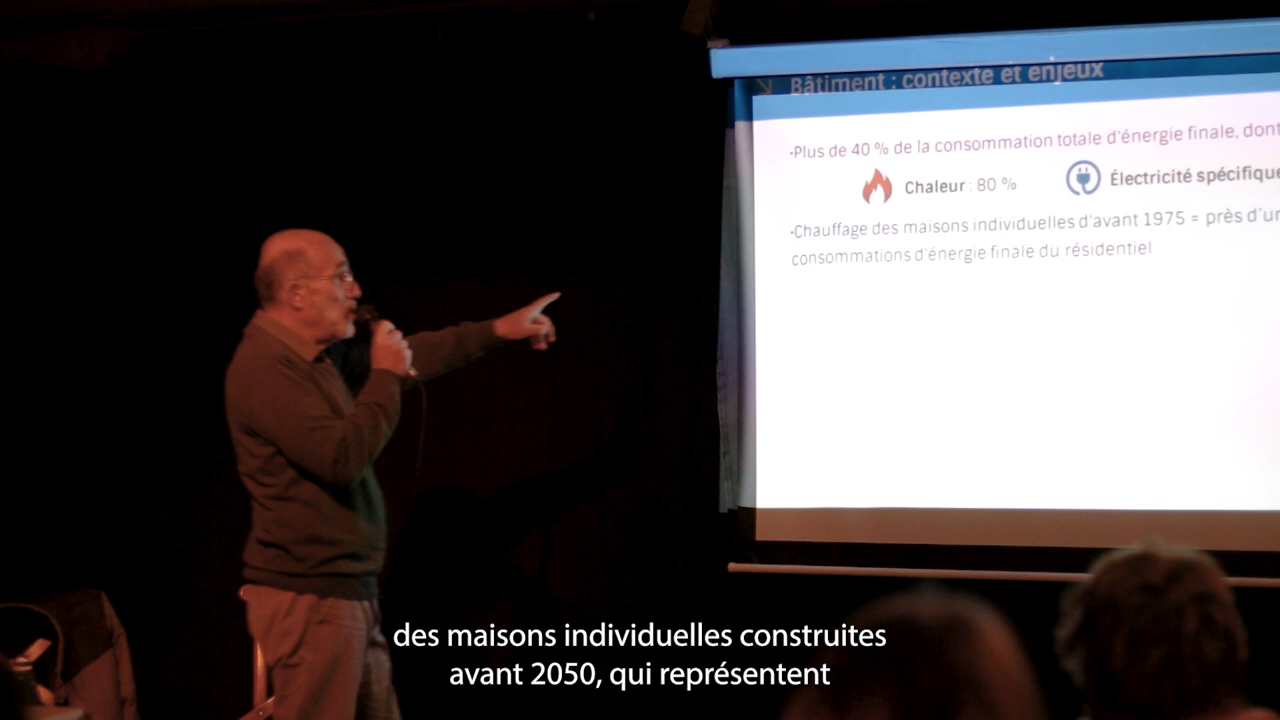 Bâtiment : contexte et enjeux
•Plus de 40 % de la consommation totale d'énergie finale, dont
Chaleur : 80 %
Électricité spécifique
•Chauffage des maisons individuelles d'avant 1975 = près d'un
consommations d'énergie finale du résidentiel
des maisons individuelles construites
avant 2050, qui représentent